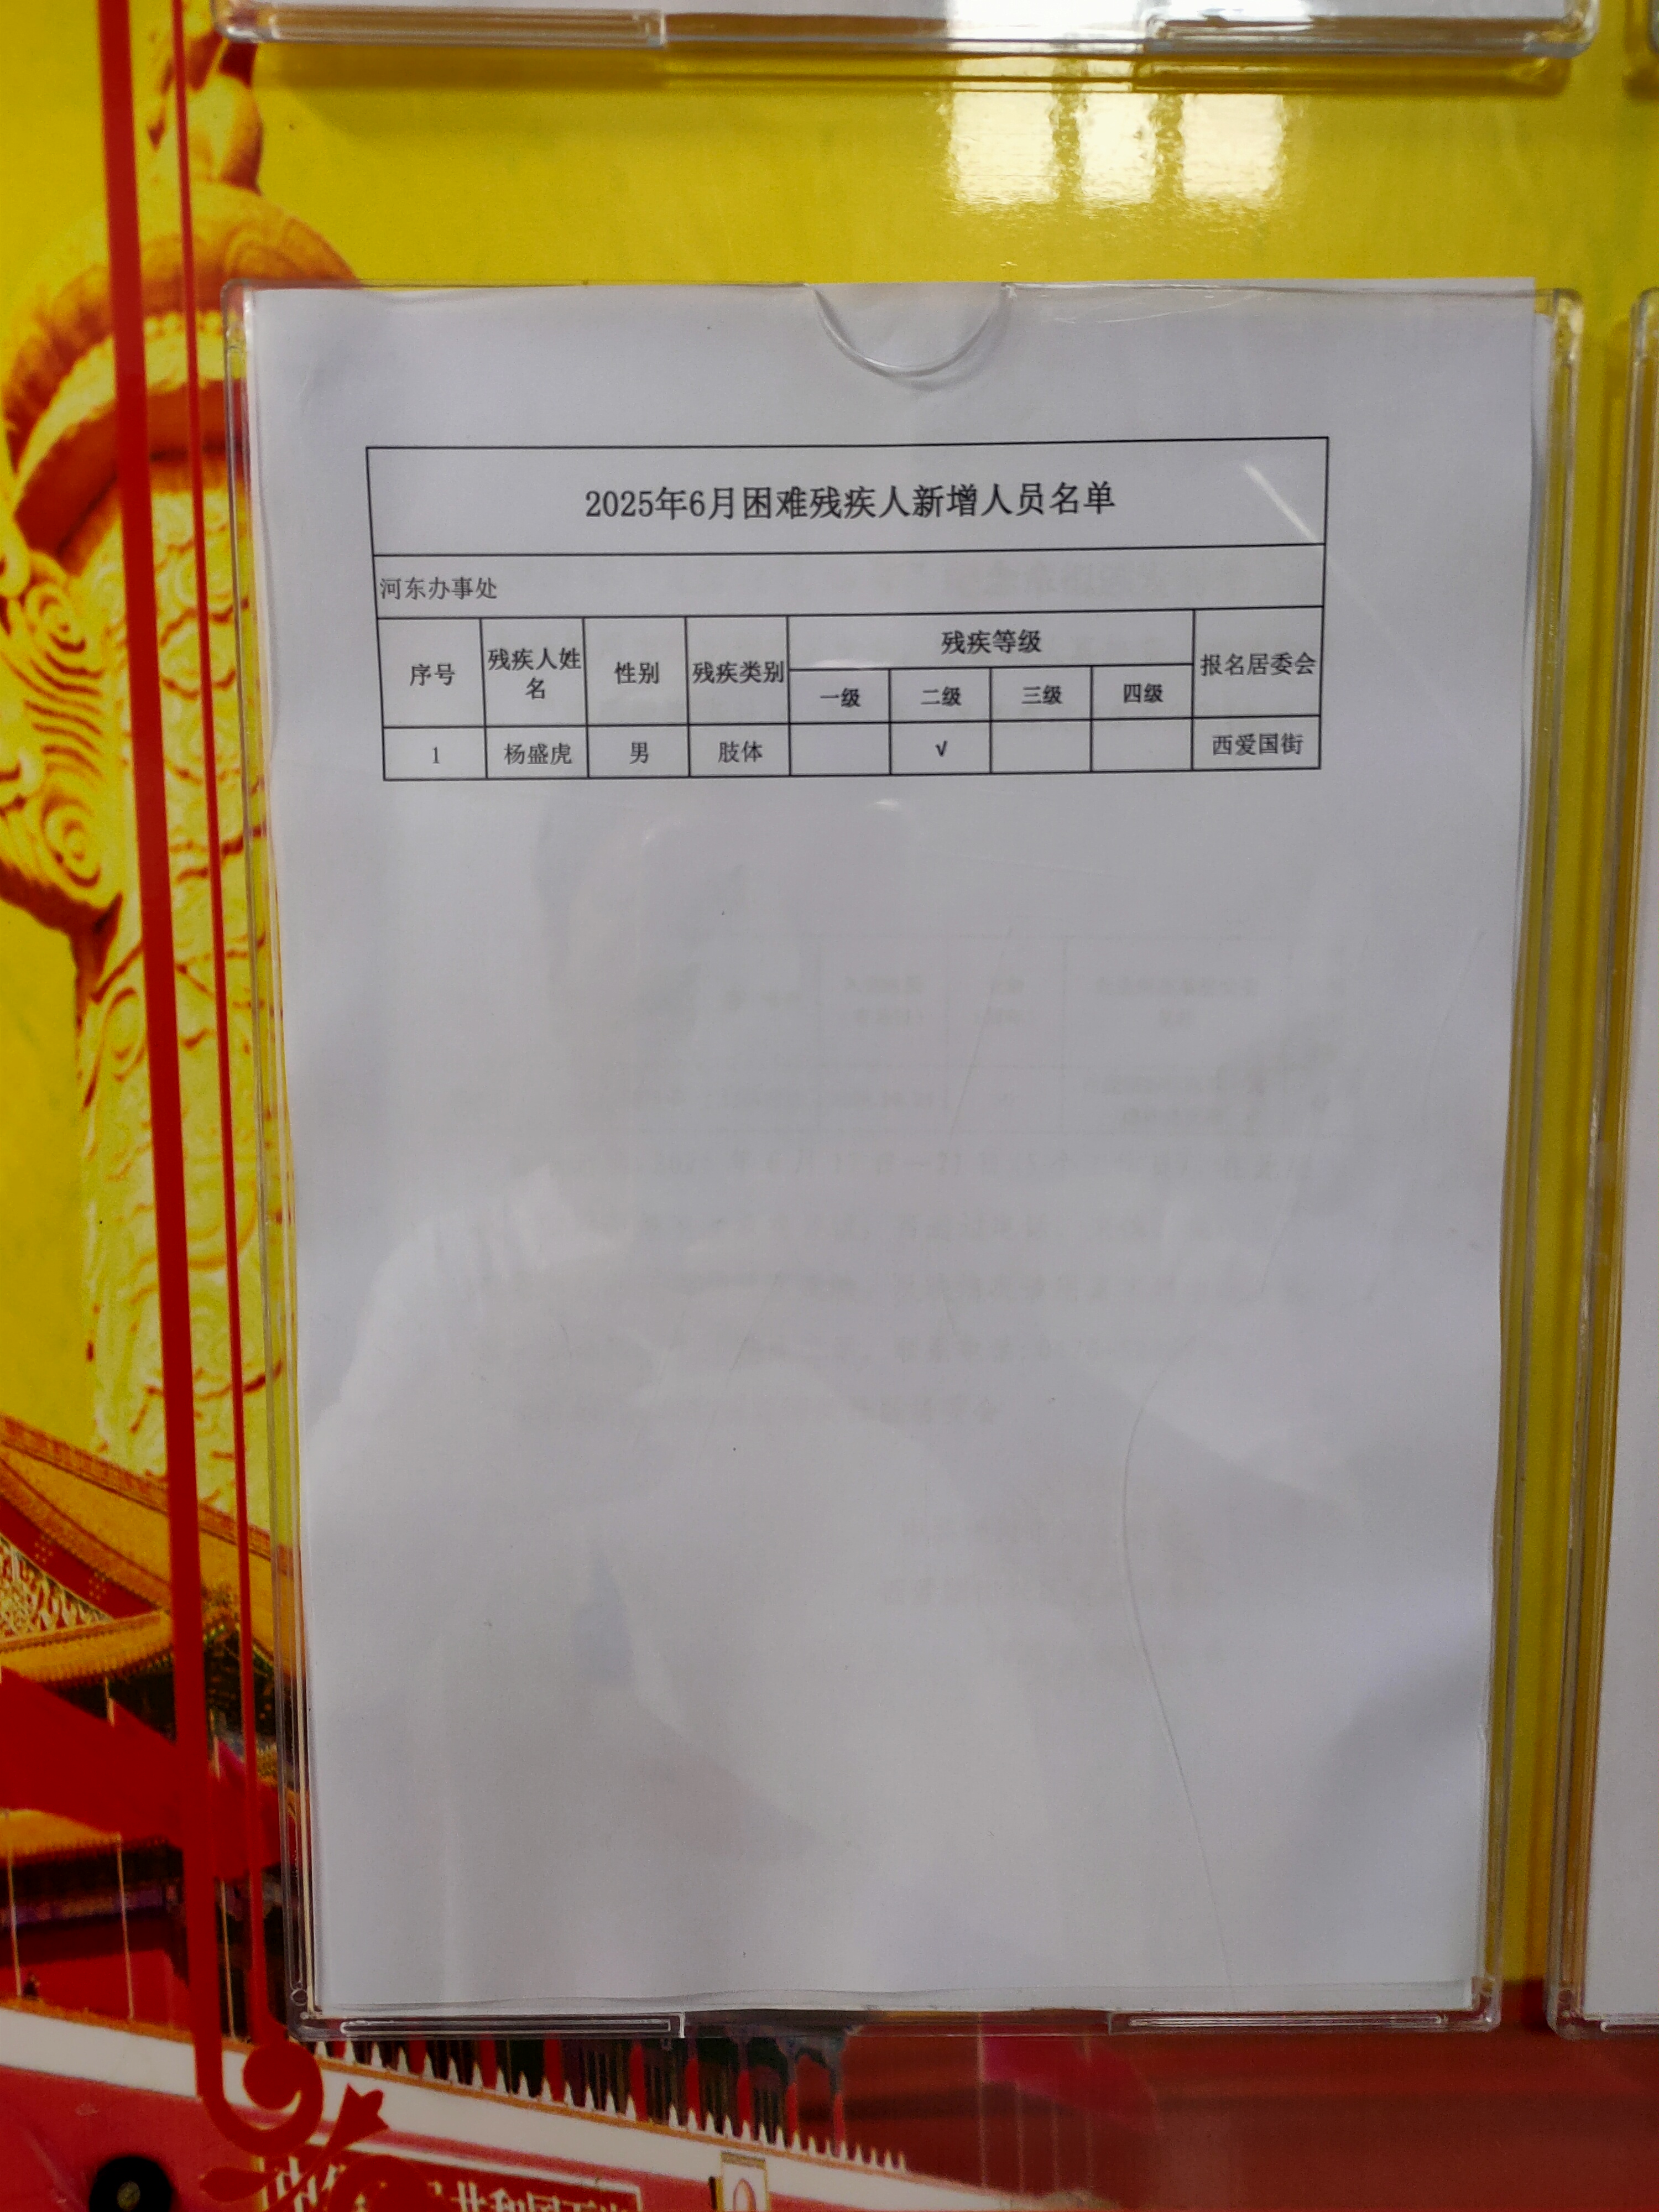 2025年6月困难残疾人新增人员名单
河东办事处
序号 残疾人姓名 性别 残疾类别 残疾等级 报名居委会
一级 二级 三级 四级
1 杨盛虎 男 肢体 √ 西爱国街